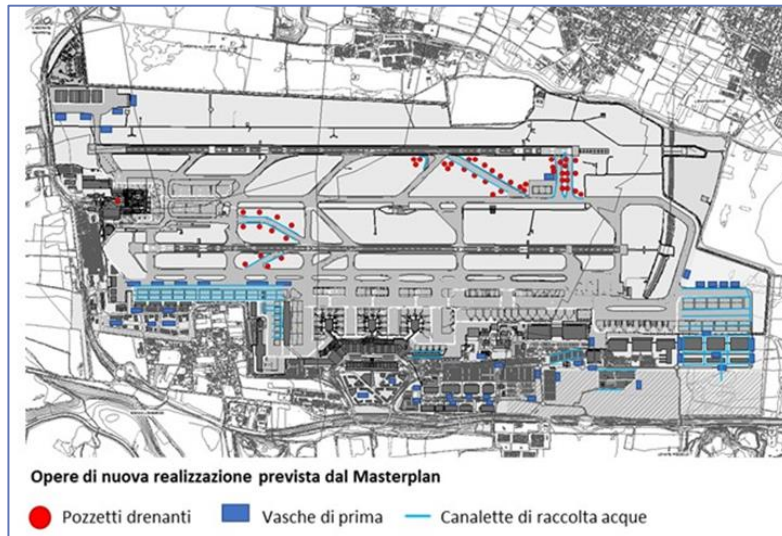 Opere di nuova realizzazione prevista dal Masterplan
Pozzetti drenanti Vasche di prima Canalette di raccolta acque